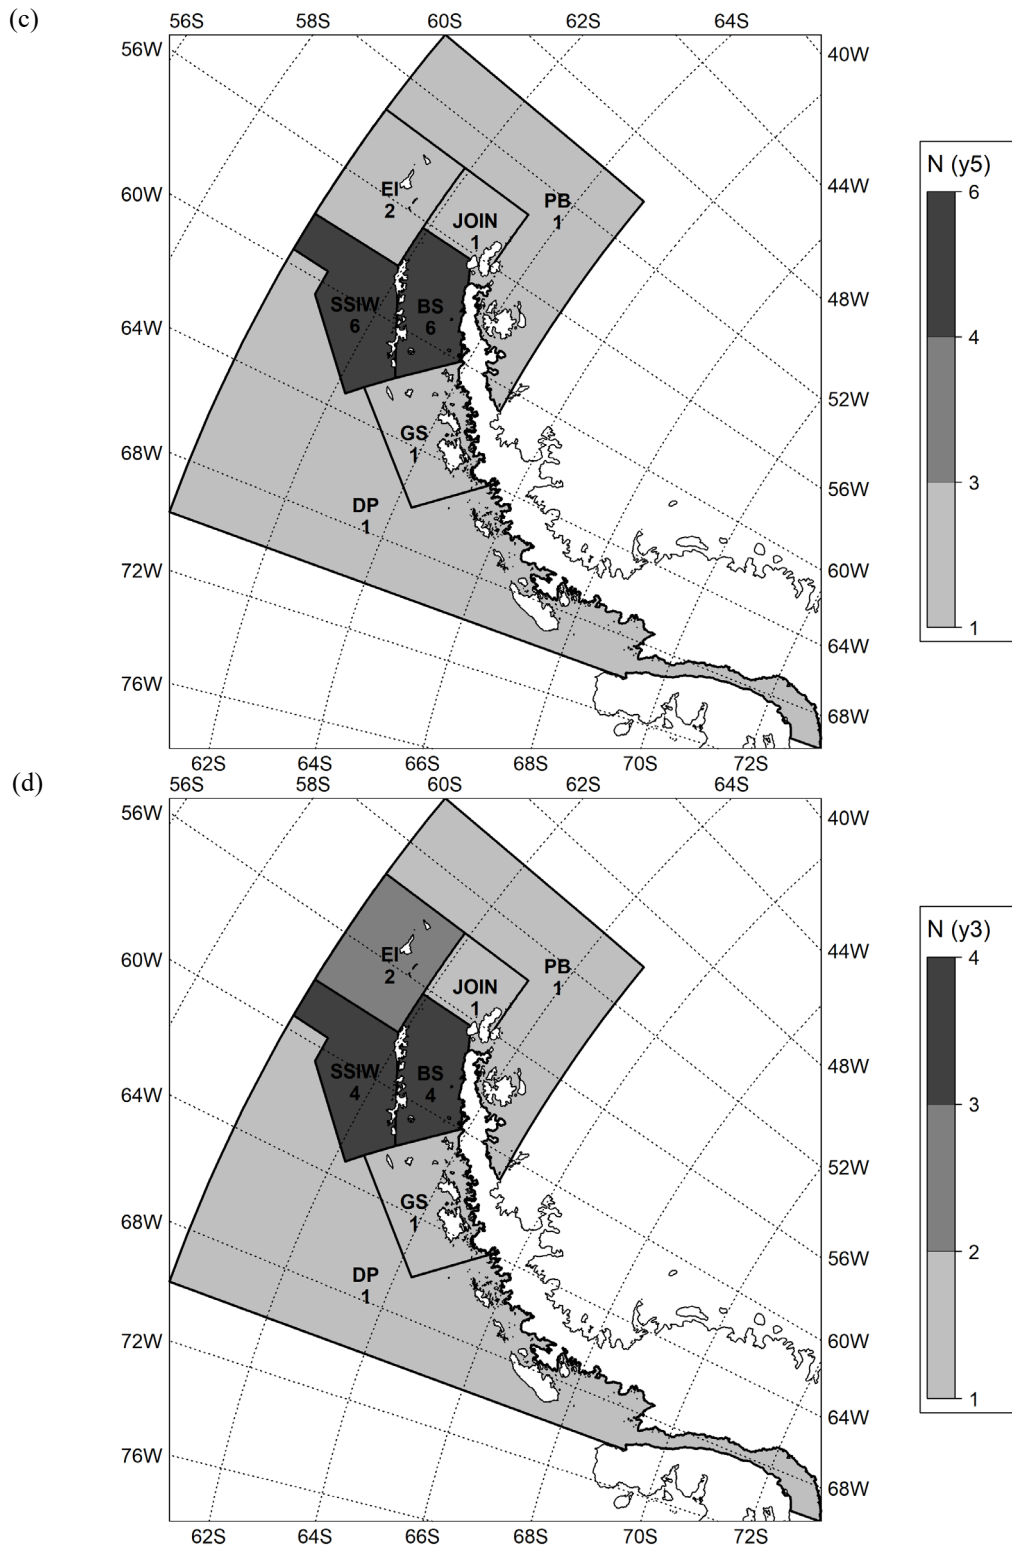 (c)
56S 58S 60S 62S 64S
56W
40W
60W
44W
64W
48W
68W
52W
72W
56W
76W
60W
64W
68W
EI
2
JOIN
1
PB
1
SSIW
6
BS
6
GS
1
DP
1
62S 64S 66S 68S 70S 72S
N (y5)
6
4
3
1
(d)
56S 58S 60S 62S 64S
56W
40W
60W
44W
64W
48W
68W
52W
72W
56W
76W
60W
64W
68W
EI
2
JOIN
1
PB
1
SSIW
4
BS
4
GS
1
DP
1
62S 64S 66S 68S 70S 72S
N (y3)
4
3
2
1